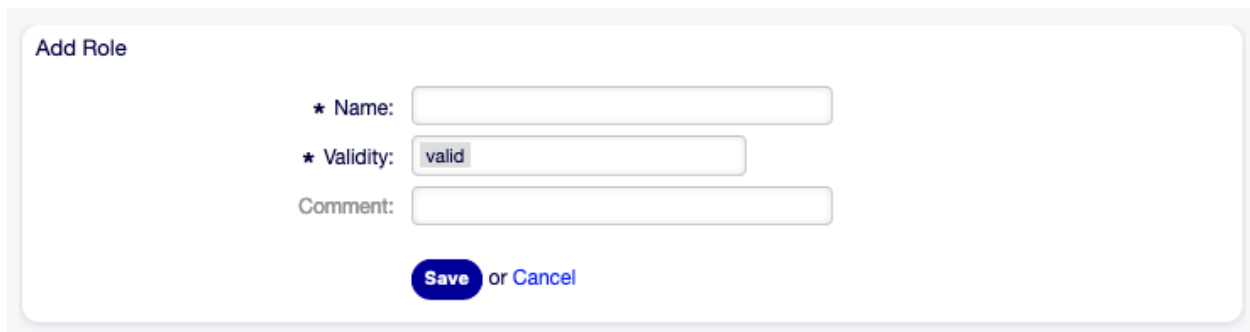 Add Role
★ Name:
★ Validity: valid
Comment:
Save or Cancel